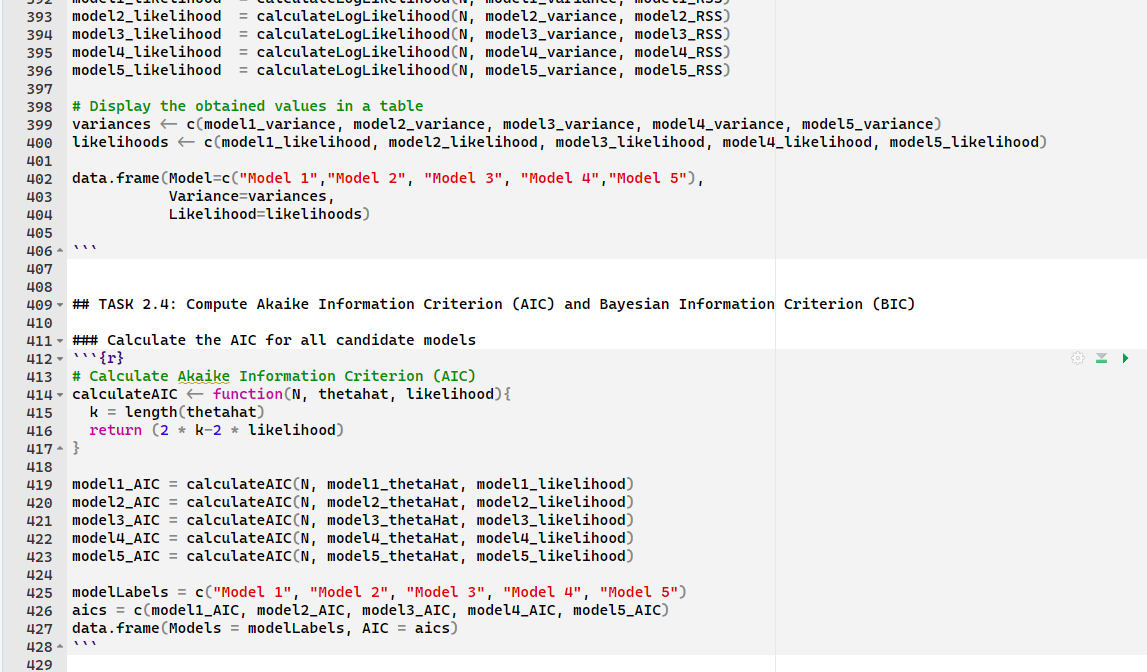 392 model1_likelihood  = calculateLogLikelihood(N, model1_variance, model1_RSS)
393 model2_likelihood  = calculateLogLikelihood(N, model2_variance, model2_RSS)
394 model3_likelihood  = calculateLogLikelihood(N, model3_variance, model3_RSS)
395 model4_likelihood  = calculateLogLikelihood(N, model4_variance, model4_RSS)
396 model5_likelihood  = calculateLogLikelihood(N, model5_variance, model5_RSS)
397
398 # Display the obtained values in a table
399 variances <- c(model1_variance, model2_variance, model3_variance, model4_variance, model5_variance)
400 likelihoods <- c(model1_likelihood, model2_likelihood, model3_likelihood, model4_likelihood, model5_likelihood)
401
402 data.frame(Model=c("Model 1","Model 2", "Model 3", "Model 4","Model 5"),
403            Variance=variances,
404            Likelihood=likelihoods)
405
406 ```
407
408
409 ## TASK 2.4: Compute Akaike Information Criterion (AIC) and Bayesian Information Criterion (BIC)
410
411 ### Calculate the AIC for all candidate models
412 ```{r}
413 # Calculate Akaike Information Criterion (AIC)
414 calculateAIC <- function(N, thetahat, likelihood){
415   k = length(thetahat)
416   return (2 * k-2 * likelihood)
417 }
418
419 model1_AIC = calculateAIC(N, model1_thetaHat, model1_likelihood)
420 model2_AIC = calculateAIC(N, model2_thetaHat, model2_likelihood)
421 model3_AIC = calculateAIC(N, model3_thetaHat, model3_likelihood)
422 model4_AIC = calculateAIC(N, model4_thetaHat, model4_likelihood)
423 model5_AIC = calculateAIC(N, model5_thetaHat, model5_likelihood)
424
425 modelLabels = c("Model 1", "Model 2", "Model 3", "Model 4", "Model 5")
426 aics = c(model1_AIC, model2_AIC, model3_AIC, model4_AIC, model5_AIC)
427 data.frame(Models = modelLabels, AIC = aics)
428 ```
429